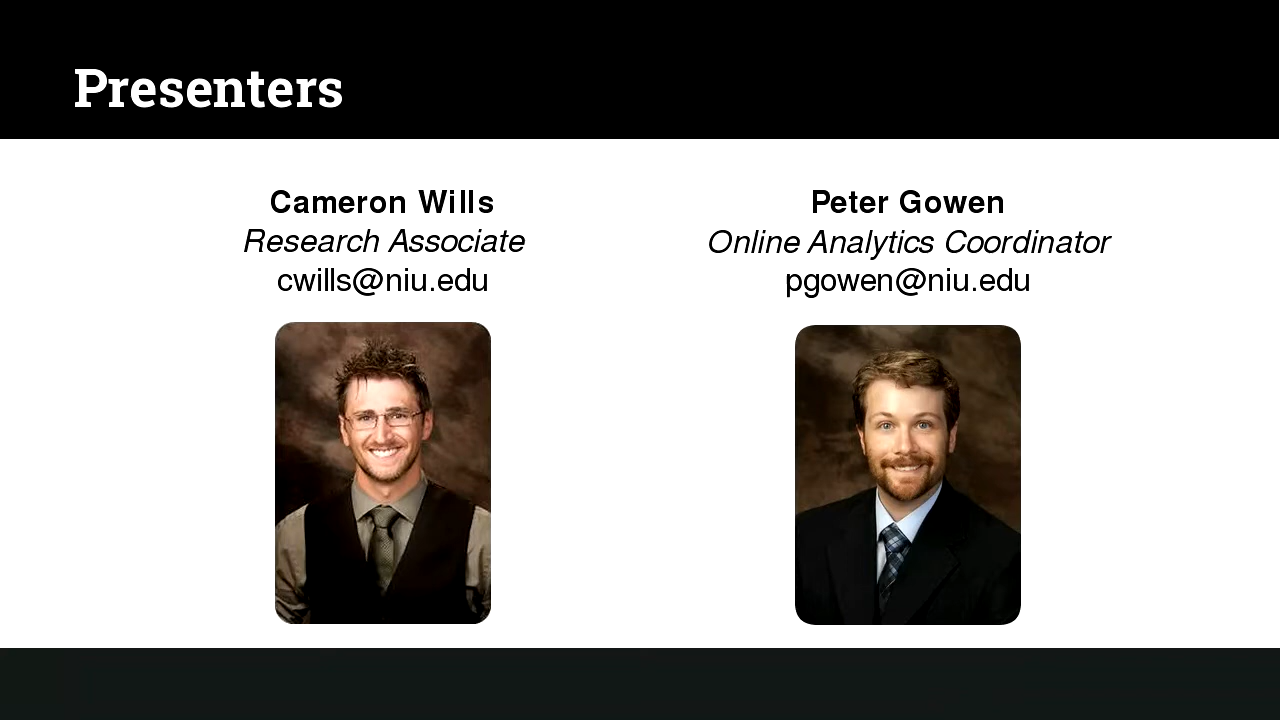 Presenters
Cameron Wills
Research Associate
cwills@niu.edu
Peter Gowen
Online Analytics Coordinator
pgowen@niu.edu